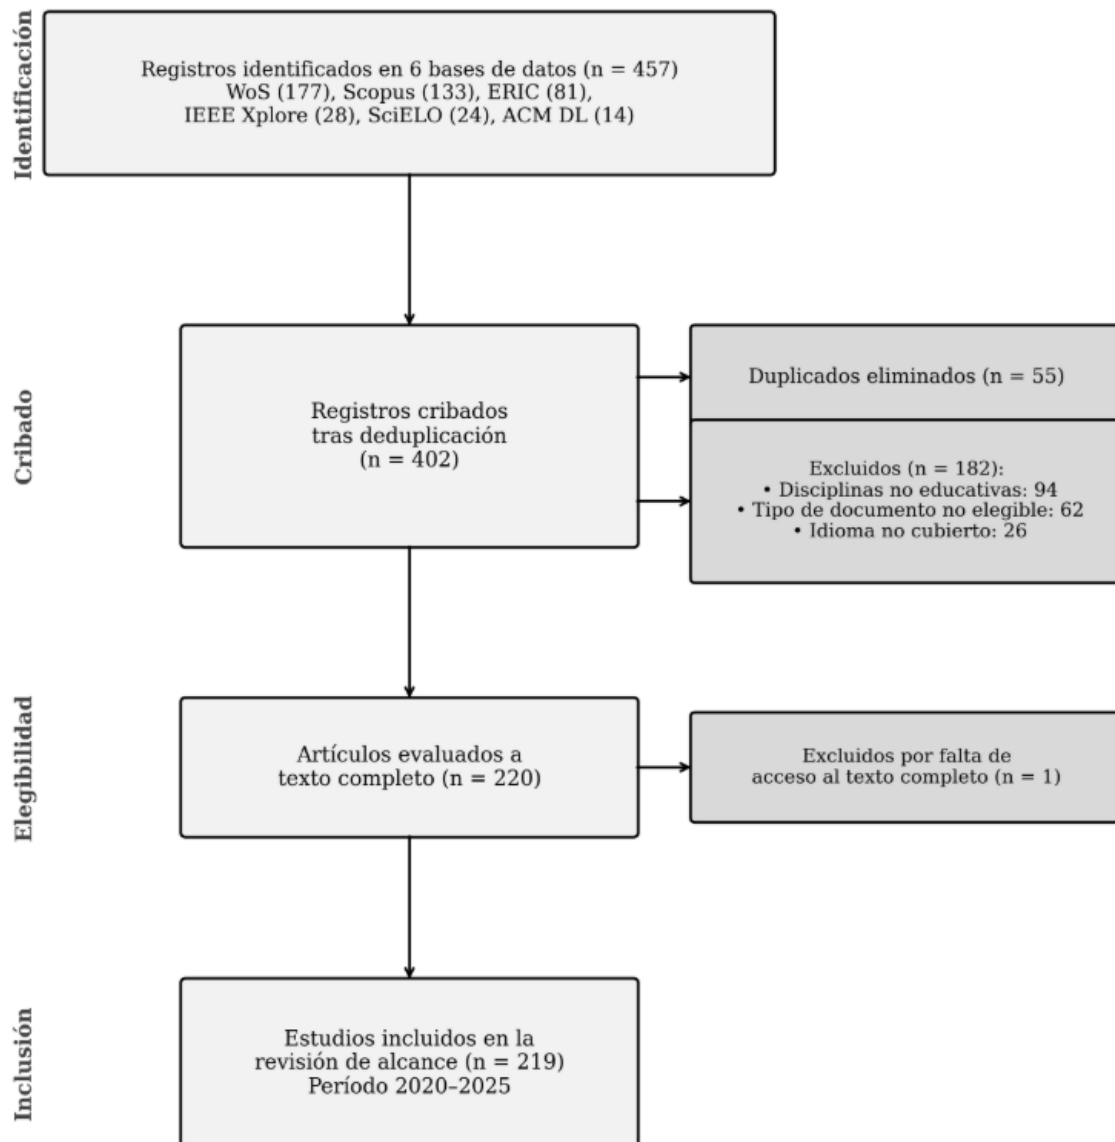 Identificación
Registros identificados en 6 bases de datos (n = 457)
WoS (177), Scopus (133), ERIC (81),
IEEE Xplore (28), SciELO (24), ACM DL (14)
Cribado
Registros cribados
tras deduplicación
(n = 402)
Duplicados eliminados (n = 55)
Excluidos (n = 182):
• Disciplinas no educativas: 94
• Tipo de documento no elegible: 62
• Idioma no cubierto: 26
Elegibilidad
Artículos evaluados a
texto completo (n = 220)
Excluidos por falta de
acceso al texto completo (n = 1)
Inclusión
Estudios incluidos en la
revisión de alcance (n = 219)
Período 2020–2025